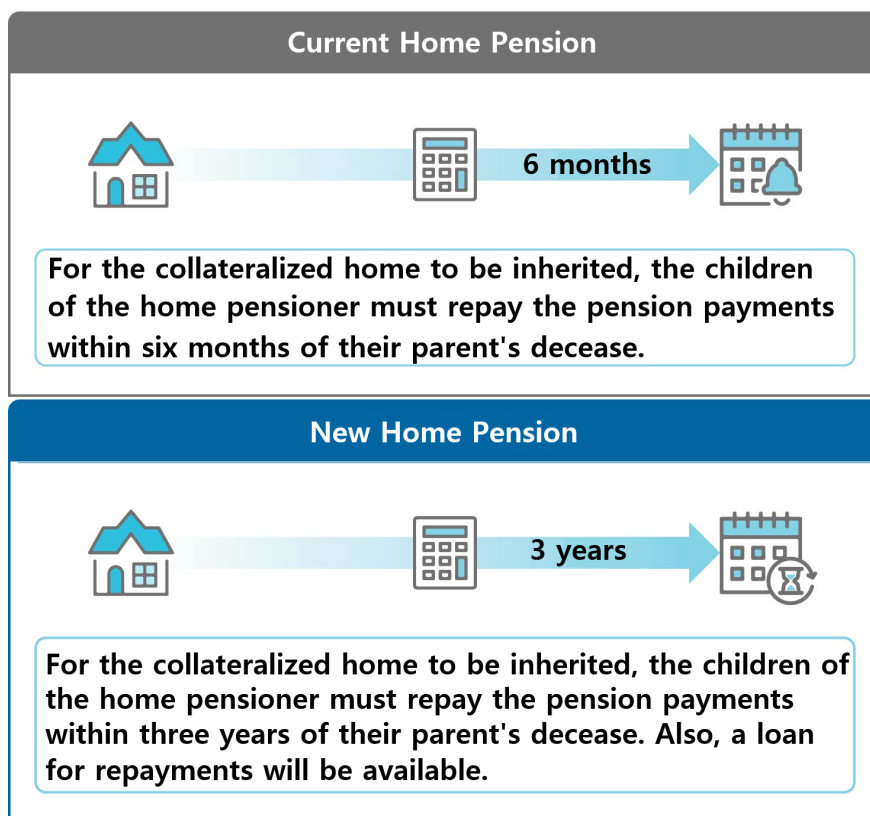 Current Home Pension
6 months
For the collateralized home to be inherited, the children
of the home pensioner must repay the pension payments
within six months of their parent's decease.
New Home Pension
3 years
For the collateralized home to be inherited, the children of
the home pensioner must repay the pension payments
within three years of their parent's decease. Also, a loan
for repayments will be available.